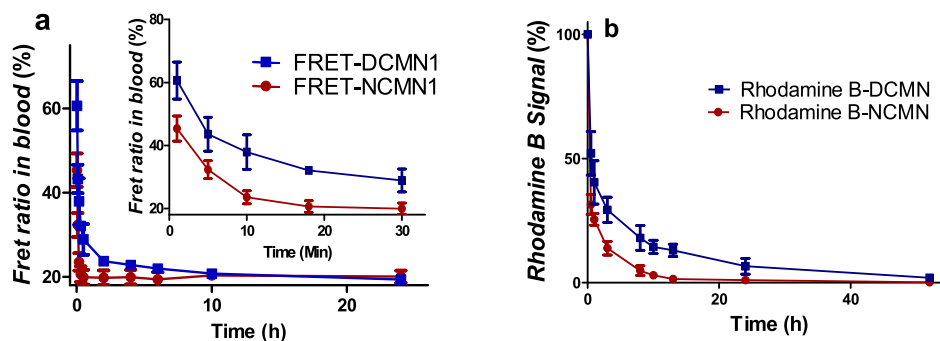 a
Fret ratio in blood (%)
60
40
20
0
10
20
Time (h)
Fret ratio in blood (%)
80
60
40
20
0
10
20
30
Time (Min)
FRET-DCMN1
FRET-NCMN1
b
Rhodamine B Signal (%)
100
50
0
0
20
40
Time (h)
Rhodamine B-DCMN
Rhodamine B-NCMN